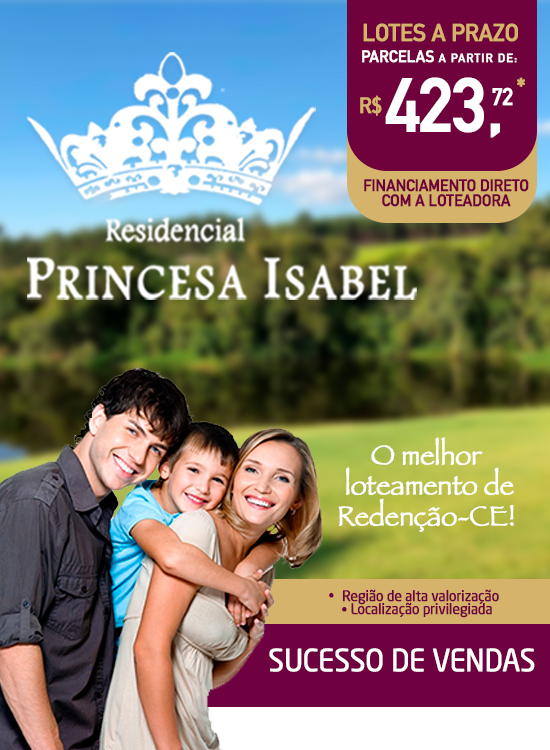 LOTES A PRAZO
PARCELAS A PARTIR DE:
R$ 423,72*
FINANCIAMENTO DIRETO
COM A LOTEADORA
Residencial
PRINCESA ISABEL
O melhor
loteamento de
Redenção-CE!
• Região de alta valorização
• Localização privilegiada
SUCESSO DE VENDAS